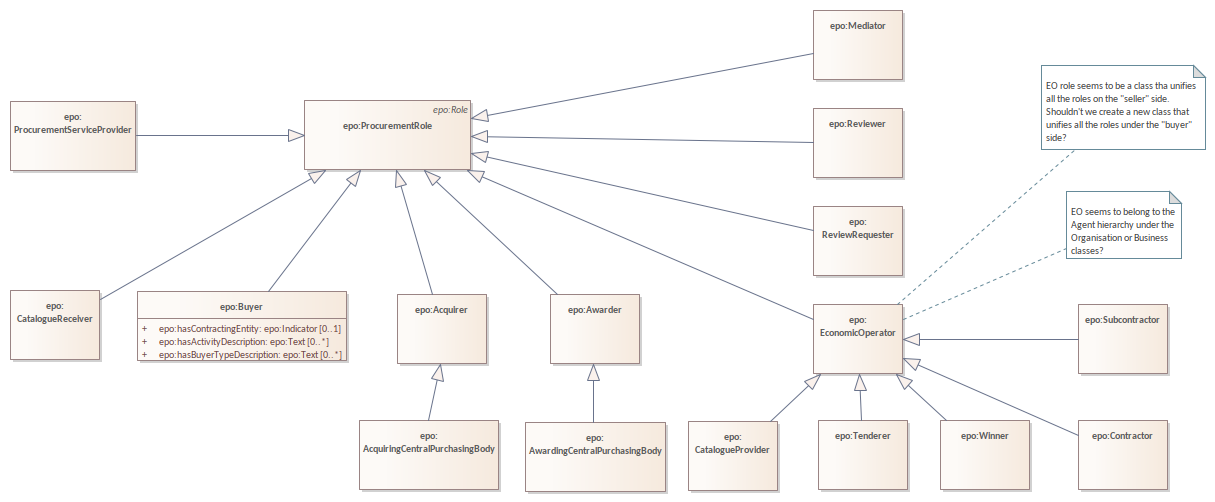 epo:Mediator
EO role seems to be a class tha unifies
all the roles on the "seller" side.
Shouldn't we create a new class that
unifies all the roles under the "buyer"
side?
epo:
ProcurementServiceProvider
epo:Role
epo:ProcurementRole
epo:Reviewer
EO seems to belong to the
Agent hierarchy under the
Organisation or Business
classes?
epo:
ReviewRequester
epo:
CatalogueReceiver
epo:Buyer
+ epo:hasContractingEntity: epo:Indicator [0..1]
+ epo:hasActivityDescription: epo:Text [0..*]
+ epo:hasBuyerTypeDescription: epo:Text [0..*]
epo:Acquirer
epo:Awarder
epo:
EconomicOperator
epo:Subcontractor
epo:
AcquiringCentralPurchasingBody
epo:
AwardingCentralPurchasingBody
epo:
CatalogueProvider
epo:Tenderer
epo:Winner
epo:Contractor